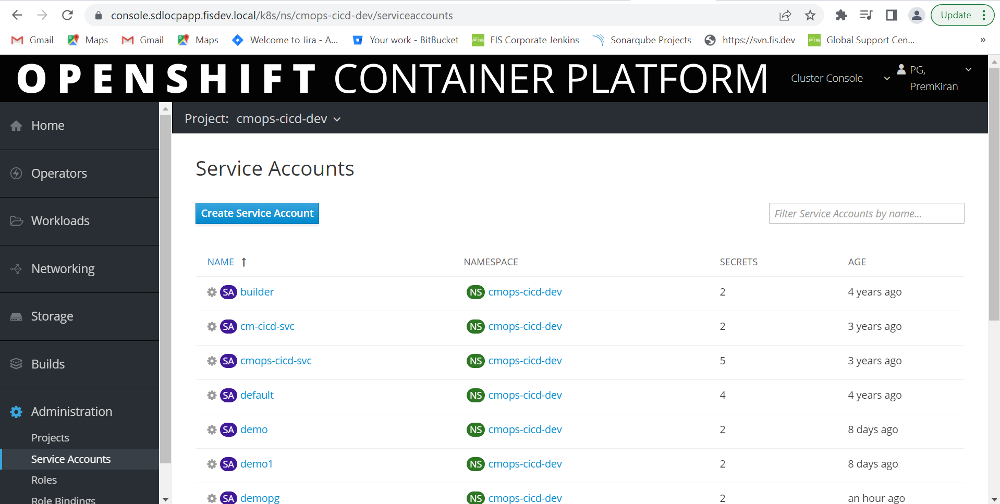 console.sdlocpapp.fisdev.local/k8s/ns/cmops-cicd-dev/serviceaccounts
Update
Gmail
Maps
Gmail
Maps
Welcome to Jira - A...
Your work - BitBucket
FIS FIS Corporate Jenkins
Sonarqube Projects
https://svn.fis.dev
FIS Global Support Cen...
»
OPENSHIFT CONTAINER PLATFORM
Cluster Console
PG,
PremKiran
Home
Operators
Workloads
Networking
Storage
Builds
Administration
Projects
Service Accounts
Roles
Role Bindings
Project: cmops-cicd-dev
Service Accounts
Create Service Account
Filter Service Accounts by name...
NAME NAMESPACE SECRETS AGE
SA builder NS cmops-cicd-dev 2 4 years ago
SA cm-cicd-svc NS cmops-cicd-dev 2 3 years ago
SA cmops-cicd-svc NS cmops-cicd-dev 5 3 years ago
SA default NS cmops-cicd-dev 4 4 years ago
SA demo NS cmops-cicd-dev 2 8 days ago
SA demo1 NS cmops-cicd-dev 2 8 days ago
SA demopg NS cmops-cicd-dev 2 an hour ago